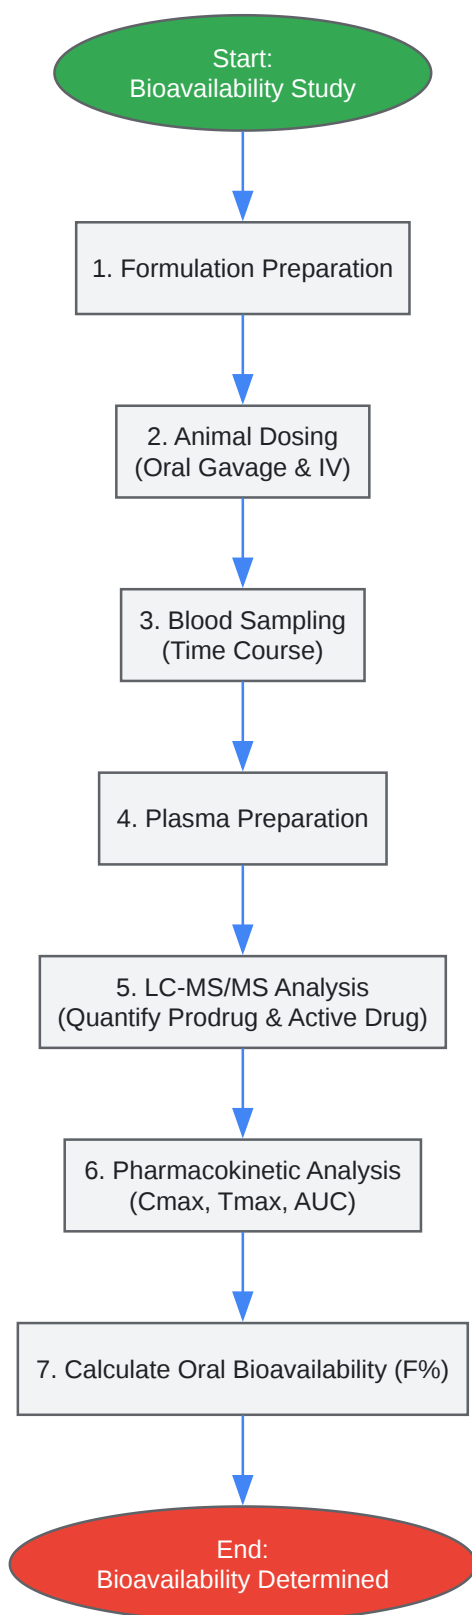 Start:
Bioavailability Study
1. Formulation Preparation
2. Animal Dosing
(Oral Gavage & IV)
3. Blood Sampling
(Time Course)
4. Plasma Preparation
5. LC-MS/MS Analysis
(Quantify Prodrug & Active Drug)
6. Pharmacokinetic Analysis
(Cmax, Tmax, AUC)
7. Calculate Oral Bioavailability (F%)
End:
Bioavailability Determined